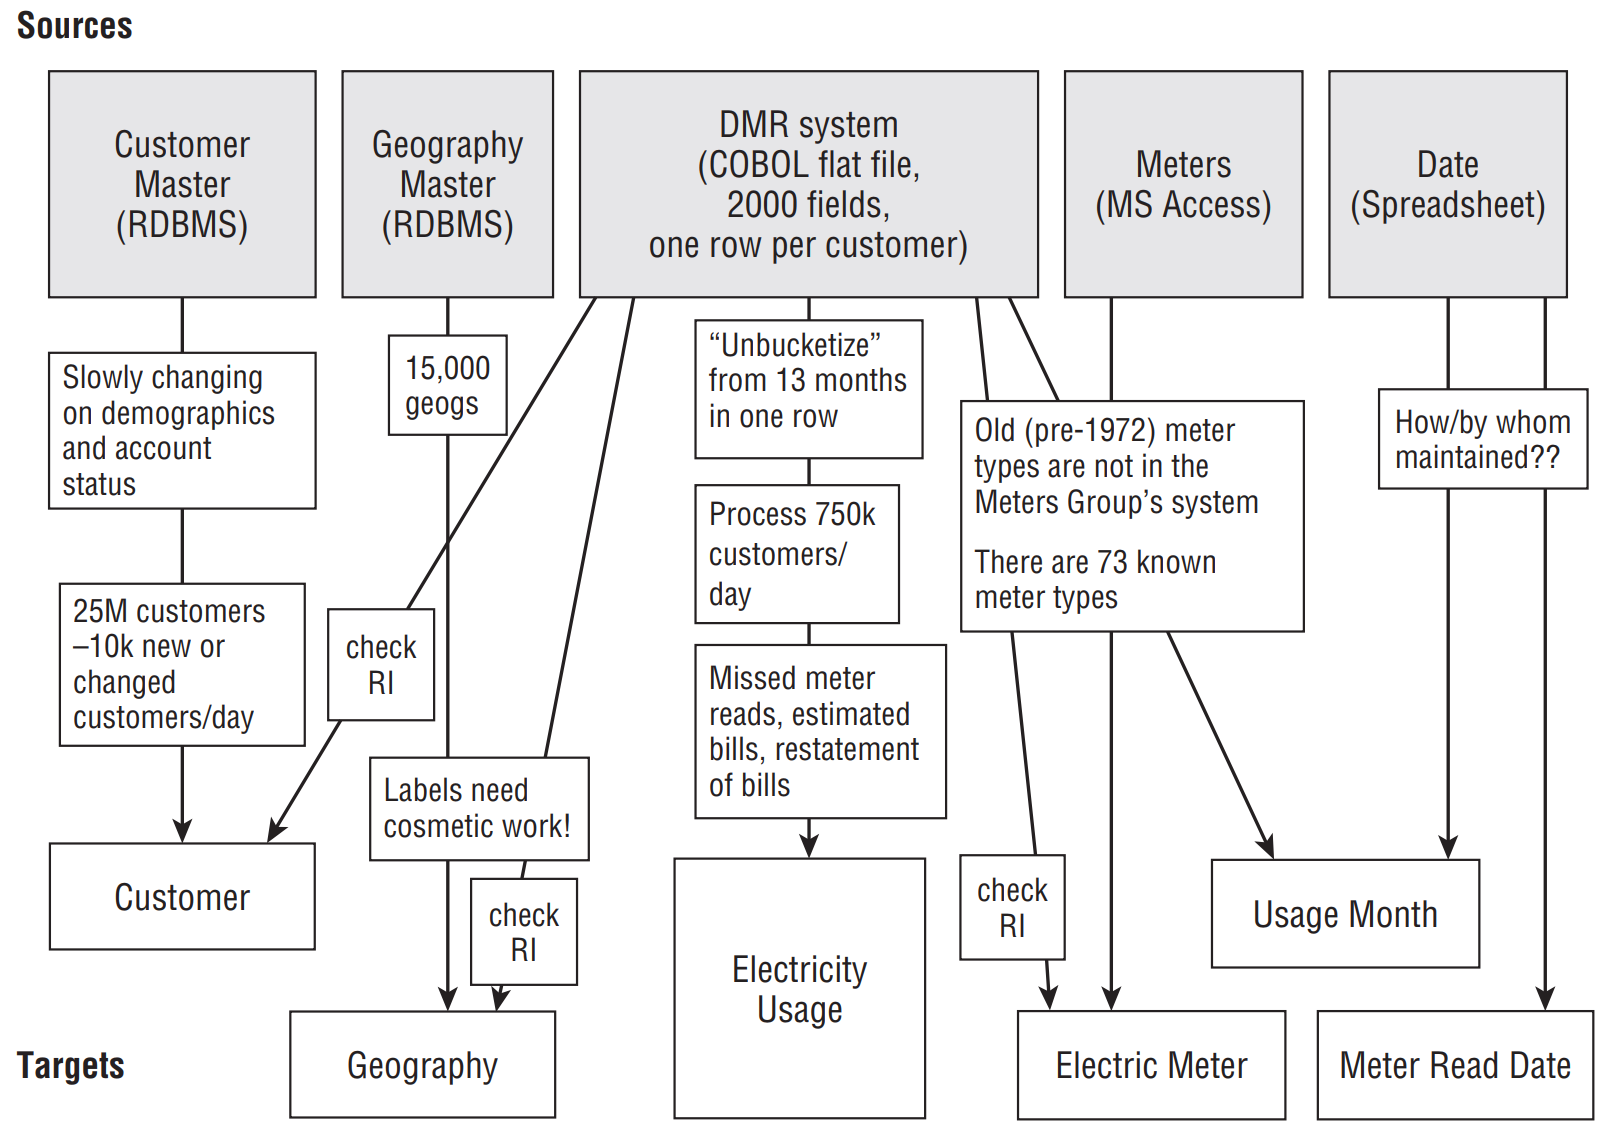 Sources
Customer
Master
(RDBMS)
Geography
Master
(RDBMS)
DMR system
(COBOL flat file,
2000 fields,
one row per customer)
Meters
(MS Access)
Date
(Spreadsheet)
Slowly changing
on demographics
and account
status
15,000
geogs
“Unbucketize”
from 13 months
in one row
Old (pre-1972) meter
types are not in the
Meters Group’s system
There are 73 known
meter types
How/by whom
maintained??
Process 750k
customers/
day
25M customers
–10k new or
changed
customers/day
check
RI
Missed meter
reads, estimated
bills, restatement
of bills
Labels need
cosmetic work!
check
RI
check
RI
Customer
Geography
Electricity
Usage
Usage Month
Electric Meter
Meter Read Date
Targets